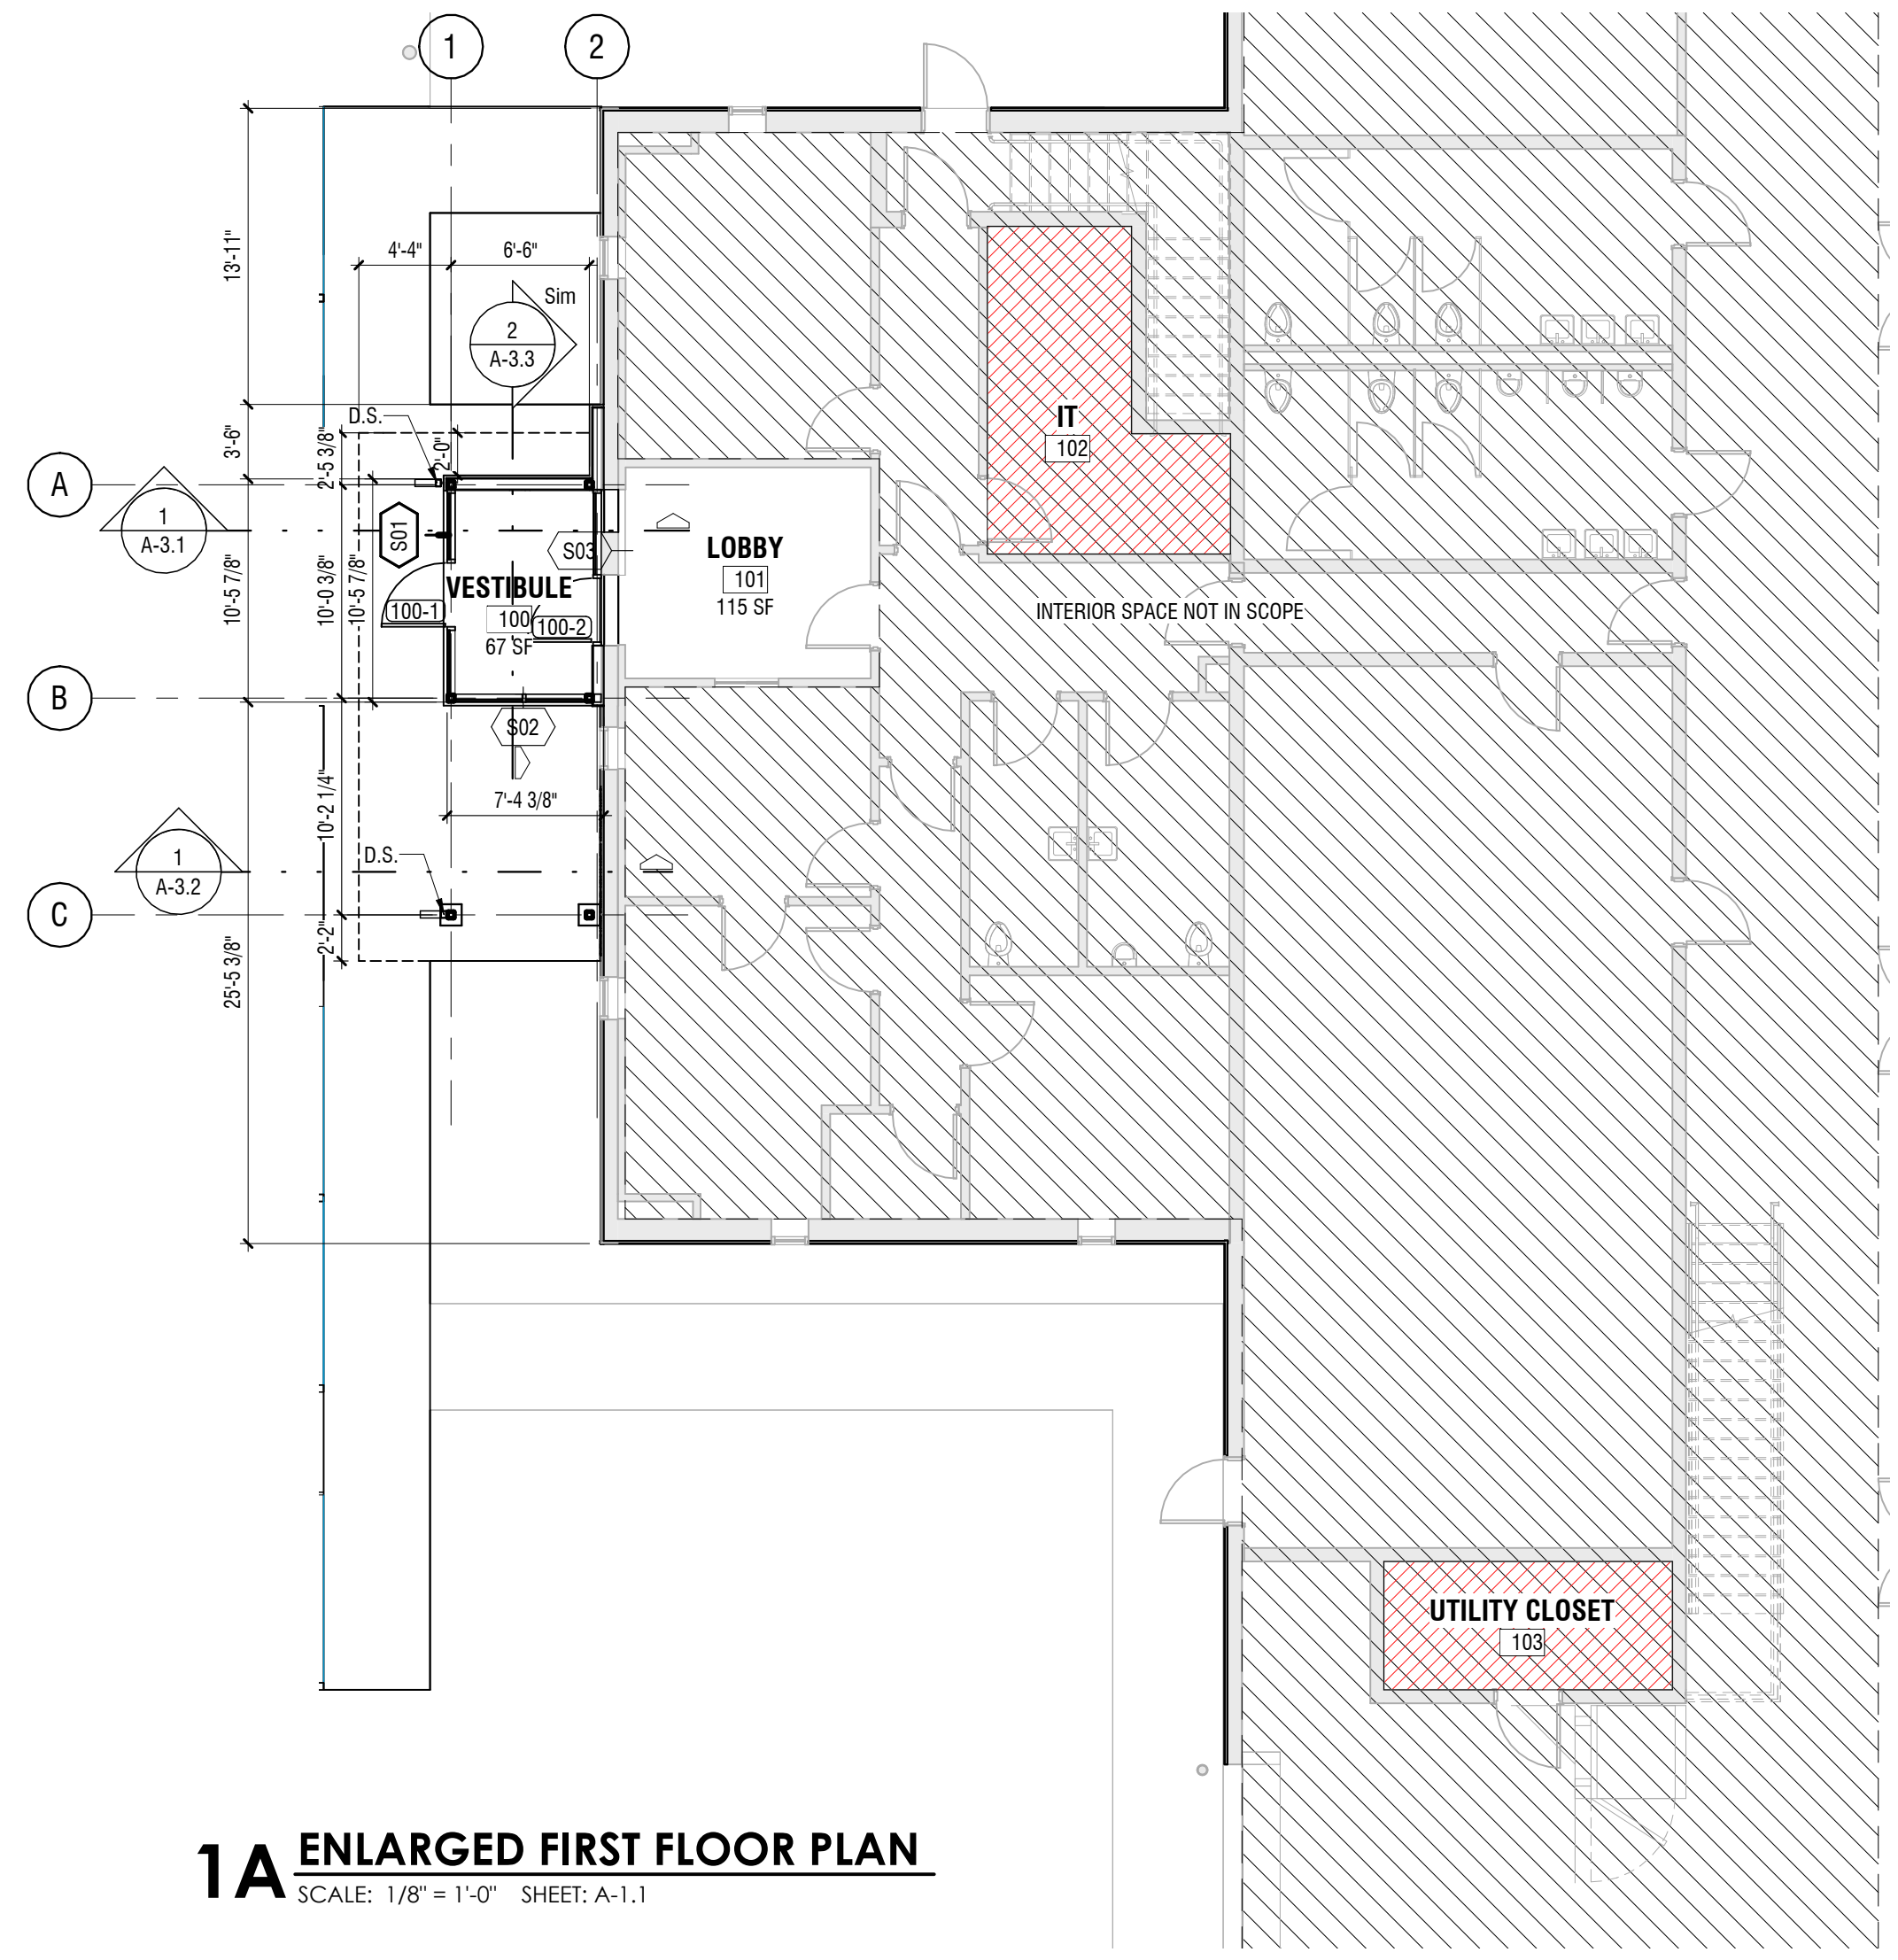 1
2
13'-11"
4'-4"
6'-6"
Sim
2
A-3.3
D.S.
3'-6"
2'-5 3/8"
2'-0"
A
1
A-3.1
S01
S03
LOBBY
101
115 SF
IT
102
INTERIOR SPACE NOT IN SCOPE
VESTIBULE
100
67 SF
100-1
100-2
10'-5 7/8"
10'-0 3/8"
10'-5 7/8"
B
S02
7'-4 3/8"
10'-2 1/4"
D.S.
1
A-3.2
C
2'-2"
25'-5 3/8"
UTILITY CLOSET
103
1A ENLARGED FIRST FLOOR PLAN
SCALE: 1/8" = 1'-0" SHEET: A-1.1